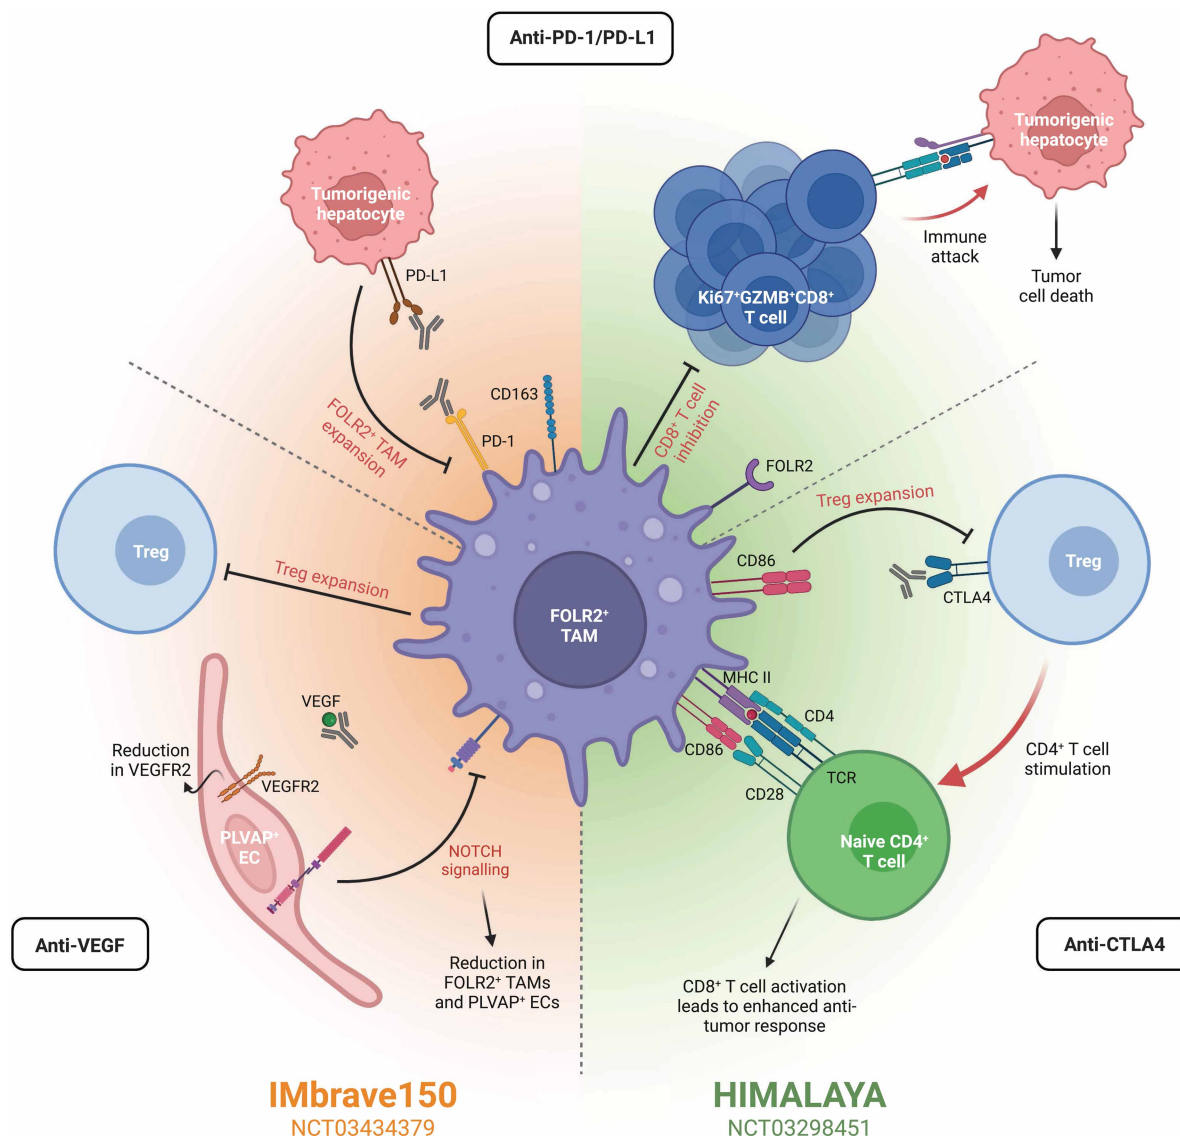 Anti-PD-1/PD-L1
Tumorigenic
hepatocyte
PD-L1
CD163
PD-1
FOLR2⁺ TAM
expansion
Tumorigenic
hepatocyte
Immune
attack
Tumor
cell death
Ki67⁺GZMB⁺CD8⁺
T cell
CD8⁺ T cell
inhibition
FOLR2
Treg expansion
CD86
CTLA4
Treg
Treg
Treg expansion
FOLR2⁺
TAM
MHC II
CD4
CD86
CD28
TCR
Naive CD4⁺
T cell
CD4⁺ T cell
stimulation
VEGF
Reduction
in VEGFR2
VEGFR2
PLVAP⁺
EC
NOTCH
signalling
Anti-VEGF
Reduction in
FOLR2⁺ TAMs
and PLVAP⁺ ECs
CD8⁺ T cell activation
leads to enhanced anti-
tumor response
Anti-CTLA4
IMbrave150
NCT03434379
HIMALAYA
NCT03298451